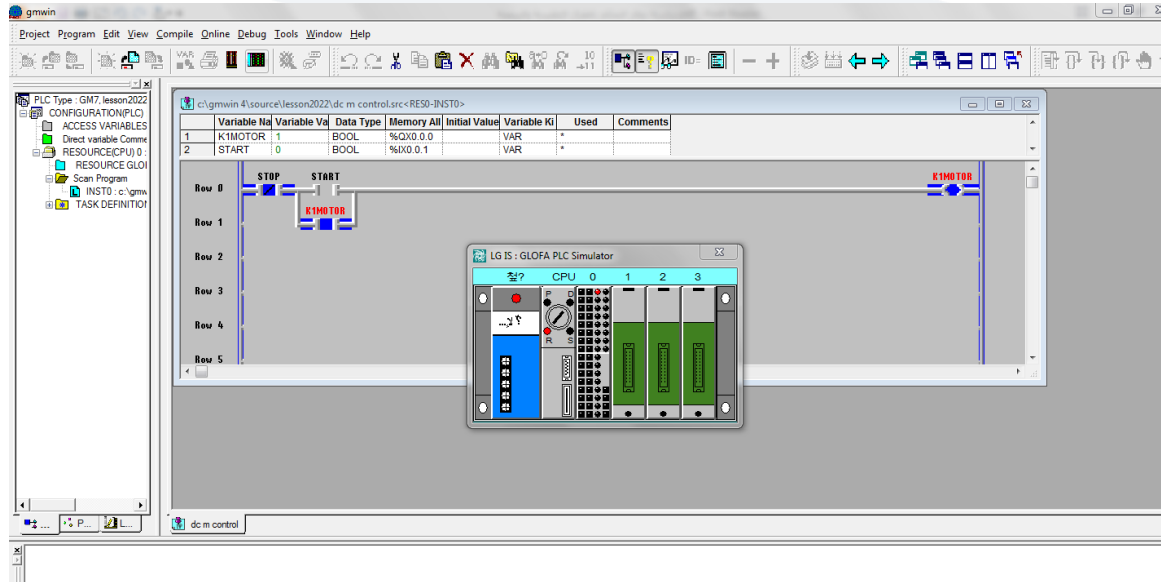 gmwin
Project Program Edit View Compile Online Debug Tools Window Help
PLC Type : GM7, lesson2022
CONFIGURATION(PLC)
ACCESS VARIABLES
Direct variable Comme
RESOURCE(CPU) 0 :
RESOURCE GLOI
Scan Program
INST0 : c:\gmw
TASK DEFINITION
c:\gmwin 4\source\lesson2022\dc m control.src<RES0-INST0>
Variable Na Variable Va Data Type Memory All Initial Value Variable Ki Used Comments
1 K1MOTOR 1 BOOL %QX0.0.0 VAR *
2 START 0 BOOL %IX0.0.1 VAR *
STOP START K1MOTOR
Row 0
K1MOTOR
Row 1
Row 2
Row 3
Row 4
Row 5
LG IS : GLOFA PLC Simulator
CPU 0 1 2 3
P D
R S
... P... L...
dc m control